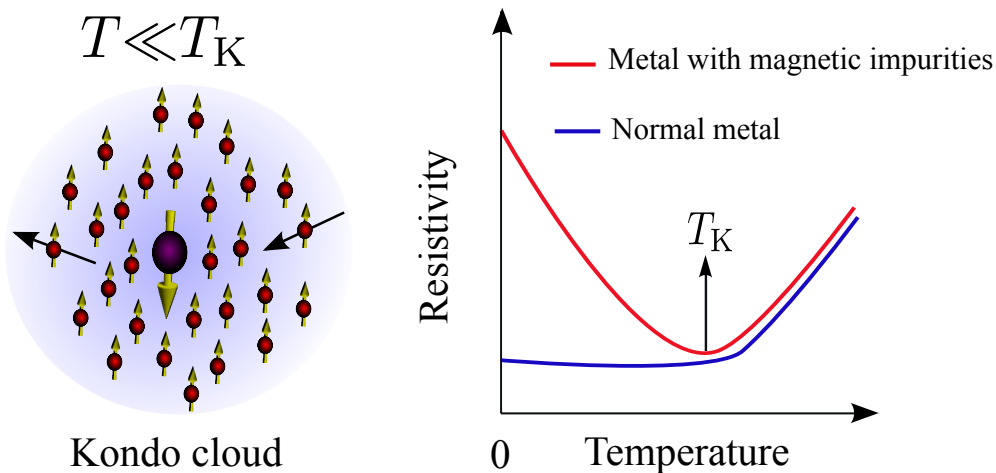 T≪T_K
Kondo cloud
Resistivity
Metal with magnetic impurities
Normal metal
T_K
0
Temperature